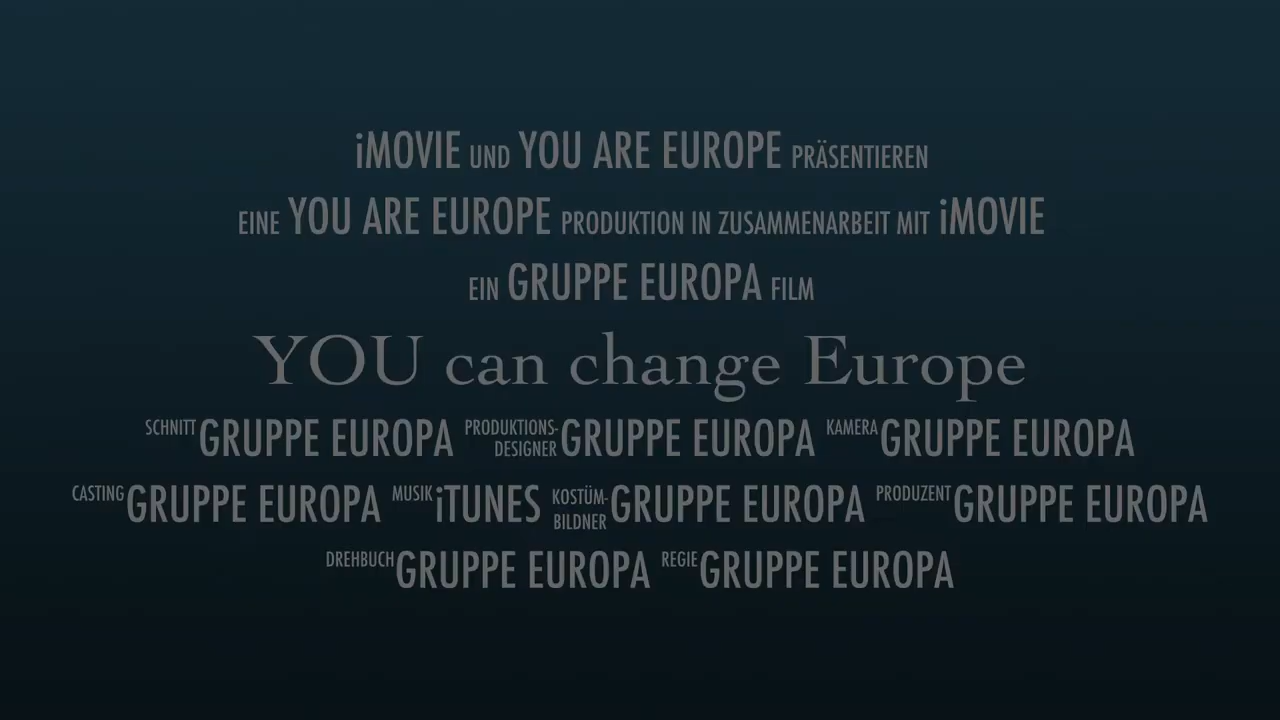 iMOVIE UND YOU ARE EUROPE PRÄSENTIEREN
EINE YOU ARE EUROPE PRODUKTION IN ZUSAMMENARBEIT MIT iMOVIE
EIN GRUPPE EUROPA FILM
YOU can change Europe
SCHNITT GRUPPE EUROPA PRODUKTIONS-DESIGNER GRUPPE EUROPA KAMERA GRUPPE EUROPA
CASTING GRUPPE EUROPA MUSIK iTUNES KOSTÜM-BILDNER GRUPPE EUROPA PRODUZENT GRUPPE EUROPA
DREHBUCH GRUPPE EUROPA REGIE GRUPPE EUROPA